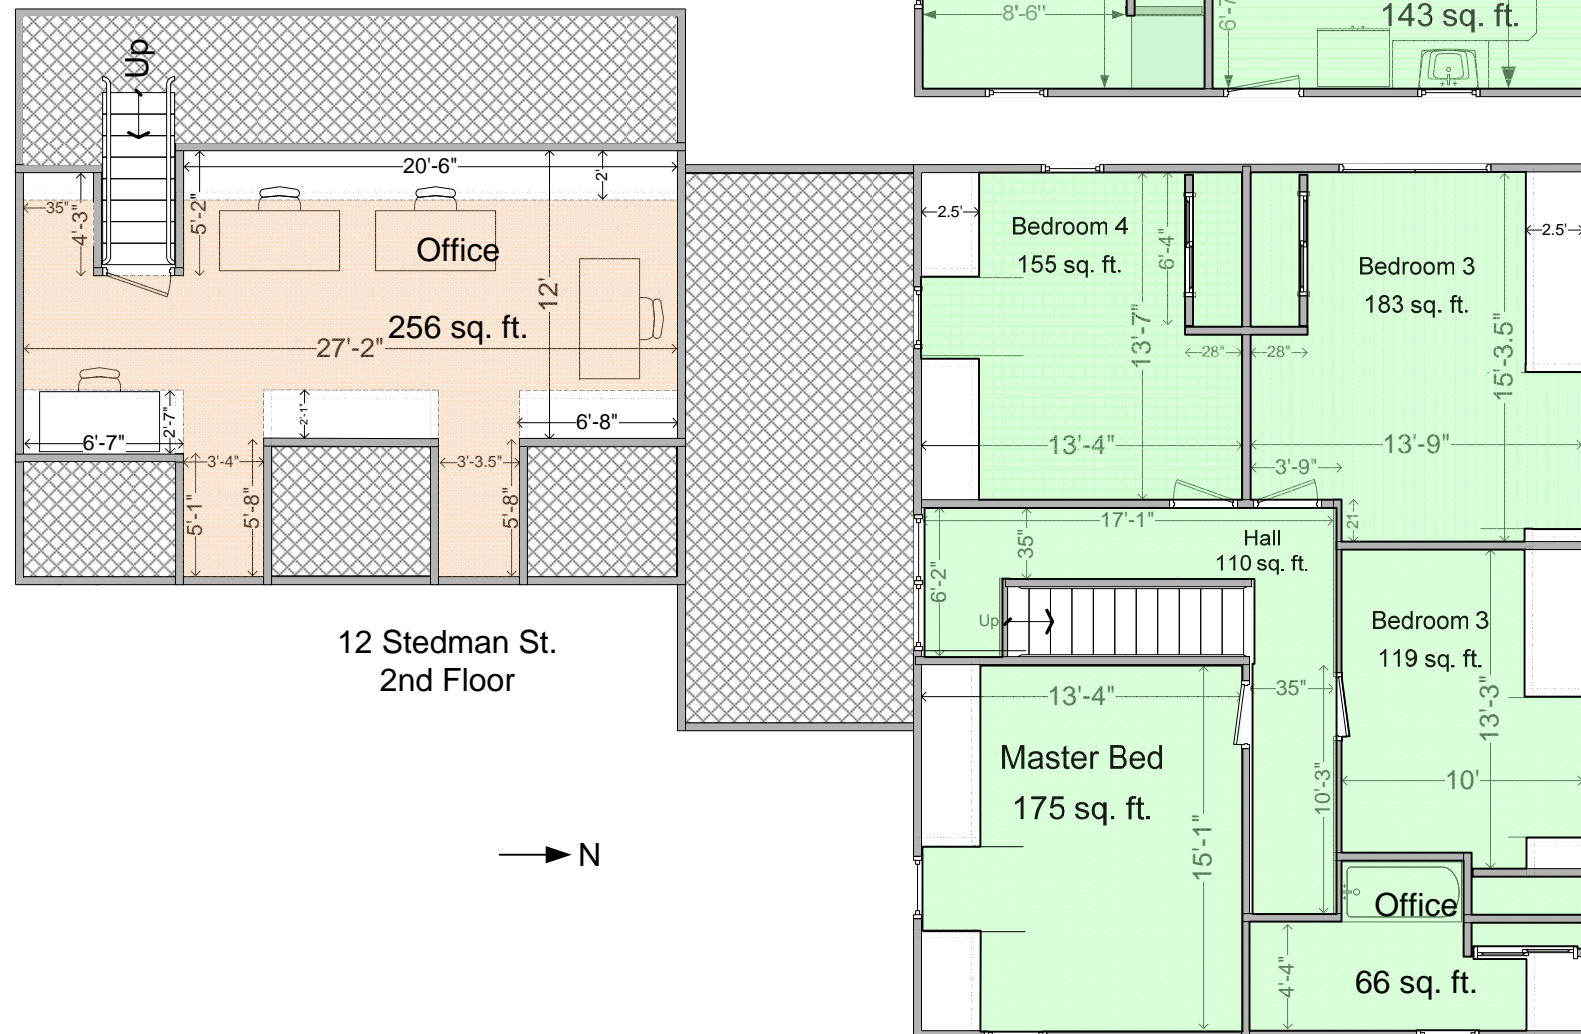 8'-6"
6'-7
143 sq. ft.
Up
20'-6"
2'
35"
4'-3"
5'-2"
Office
12'
256 sq. ft.
27'-2"
2'-7"
2'-1"
6'-7"
6'-8"
3'-4"
3'-3.5"
5'-1"
5'-8"
5'-8"
12 Stedman St.
2nd Floor
N
2.5'
Bedroom 4
155 sq. ft.
6'-4"
13'-7"
28"
28"
13'-4"
Bedroom 3
183 sq. ft.
2.5'
15'-3.5"
13'-9"
3'-9"
21
17'-1"
35"
Hall
110 sq. ft.
6'-2"
Up
Bedroom 3
119 sq. ft.
13'-3"
10'
13'-4"
35"
Master Bed
175 sq. ft.
15'-1"
10'-3"
Office
4'-4"
66 sq. ft.